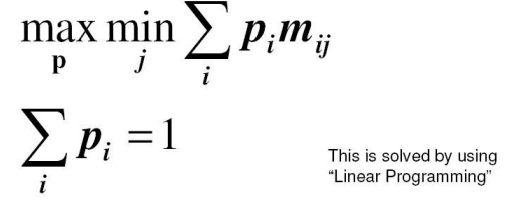 max min ∑ p_i m_ij
p j i
∑ p_i = 1
i
This is solved by using
“Linear Programming”